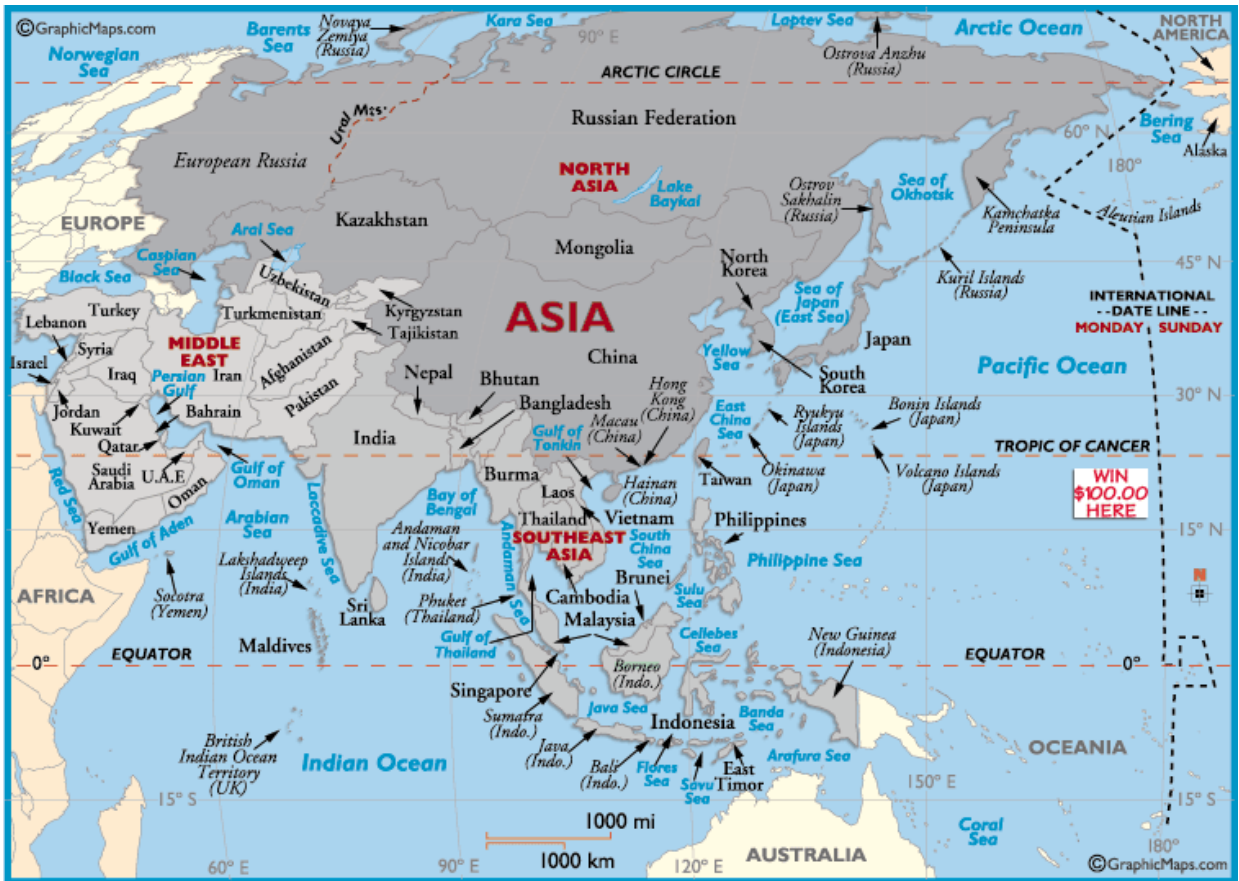 ©GraphicMaps.com
Norwegian
Sea
Barents
Sea
Novaya
Zemlya
(Russia)
Kara Sea
90° E
Laptev Sea
Ostrova Anzhu
(Russia)
Arctic Ocean
NORTH
AMERICA
ARCTIC CIRCLE
Ural Mts.
Russian Federation
European Russia
60° N
Bering
Sea
180°
Alaska
NORTH
ASIA
Lake
Baykal
Ostrov
Sakhalin
(Russia)
Sea of
Okhotsk
Kamchatka
Peninsula
Aleutian Islands
EUROPE
Kazakhstan
Aral Sea
Mongolia
North
Korea
Caspian
Sea
Black Sea
45° N
Kuril Islands
(Russia)
Uzbekistan
Turkmenistan
Kyrgyzstan
Tajikistan
ASIA
Sea of
Japan
(East Sea)
INTERNATIONAL
- - DATE LINE - -
MONDAY SUNDAY
Turkey
Lebanon
Syria
Israel
MIDDLE
EAST
Iraq
Iran
Afghanistan
Pakistan
China
Japan
Yellow
Sea
South
Korea
Pacific Ocean
Persian
Gulf
Jordan
Kuwait
Bahrain
Qatar
Nepal
Bhutan
Bangladesh
Hong
Kong
(China)
Macau
(China)
30° N
East
China
Sea
Ryukyu
Islands
(Japan)
Bonin Islands
(Japan)
India
Gulf of
Tonkin
TROPIC OF CANCER
Saudi
Arabia
U.A.E
Oman
Gulf of
Oman
Red Sea
Burma
Laos
Hainan
(China)
Taiwan
Okinawa
(Japan)
Volcano Islands
(Japan)
WIN
$100.00
HERE
Yemen
Gulf of Aden
Arabian
Sea
Laccadive Sea
Bay of
Bengal
Andaman
and Nicobar
Islands
(India)
Andaman Sea
Thailand
Vietnam
Philippines
15° N
SOUTHEAST
ASIA
South
China
Sea
Philippine Sea
AFRICA
Socotra
(Yemen)
Lakshadweep
Islands
(India)
Sri
Lanka
Phuket
(Thailand)
Cambodia
Brunei
Sulu
Sea
N
Maldives
Gulf of
Thailand
Malaysia
Cellebes
Sea
New Guinea
(Indonesia)
0°
EQUATOR
EQUATOR
0°
Borneo
(Indo.)
Singapore
Sumatra
(Indo.)
Java Sea
Indonesia
Banda
Sea
British
Indian Ocean
Territory
(UK)
Indian Ocean
Java
(Indo.)
Bali
(Indo.)
Flores
Sea
Savu
Sea
East
Timor
Arafura Sea
OCEANIA
15° S
150° E
15° S
1000 mi
1000 km
Coral
Sea
60° E
90° E
120° E
AUSTRALIA
180°
©GraphicMaps.com